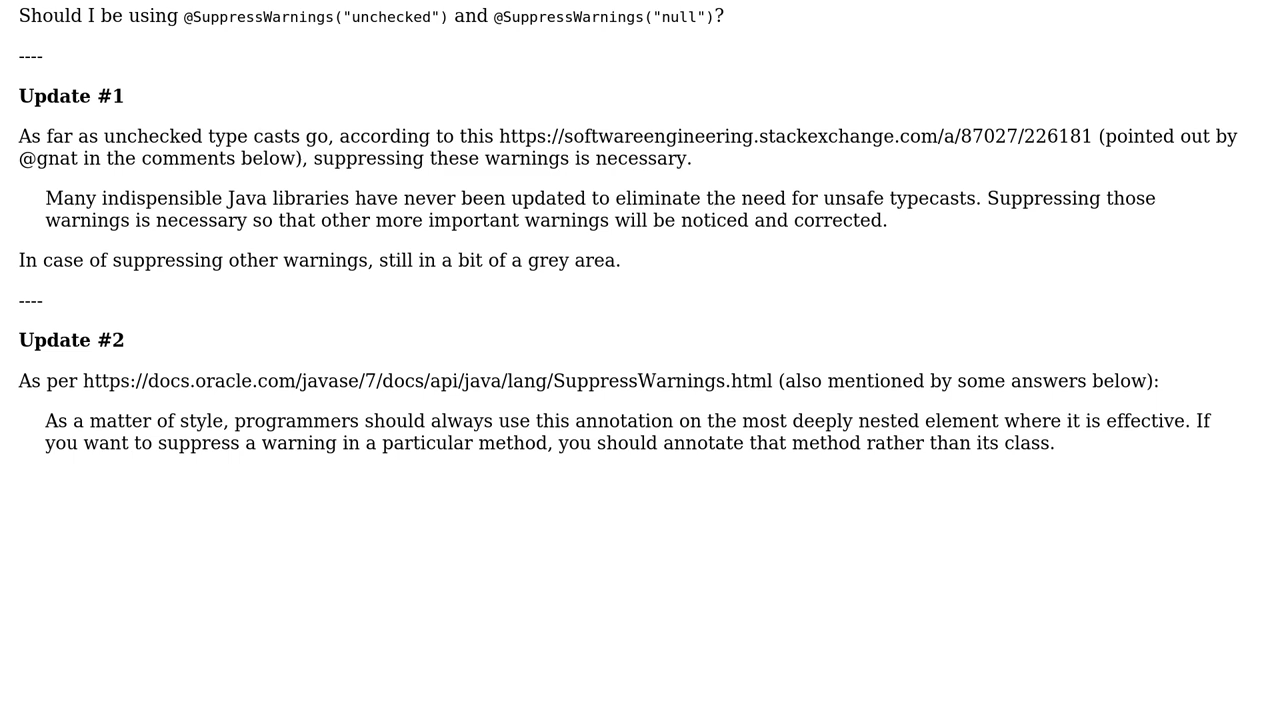 Should I be using @SuppressWarnings("unchecked") and @SuppressWarnings("null")?
----
Update #1
As far as unchecked type casts go, according to this https://softwareengineering.stackexchange.com/a/87027/226181 (pointed out by
@gnat in the comments below), suppressing these warnings is necessary.
Many indispensible Java libraries have never been updated to eliminate the need for unsafe typecasts. Suppressing those
warnings is necessary so that other more important warnings will be noticed and corrected.
In case of suppressing other warnings, still in a bit of a grey area.
----
Update #2
As per https://docs.oracle.com/javase/7/docs/api/java/lang/SuppressWarnings.html (also mentioned by some answers below):
As a matter of style, programmers should always use this annotation on the most deeply nested element where it is effective. If
you want to suppress a warning in a particular method, you should annotate that method rather than its class.